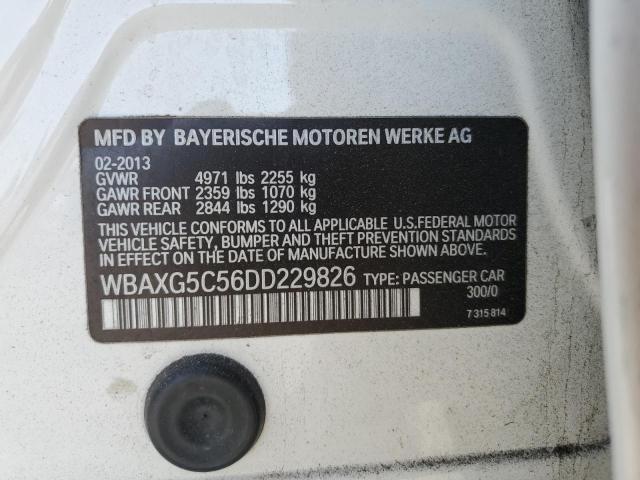 MFD BY BAYERISCHE MOTOREN WERKE AG
02-2013
GVWR 4971 lbs 2255 kg
GAWR FRONT 2359 lbs 1070 kg
GAWR REAR 2844 lbs 1290 kg
THIS VEHICLE CONFORMS TO ALL APPLICABLE U.S.FEDERAL MOTOR
VEHICLE SAFETY, BUMPER AND THEFT PREVENTION STANDARDS
IN EFFECT ON THE DATE OF MANUFACTURE SHOWN ABOVE.
WBAXG5C56DD229826 TYPE: PASSENGER CAR
300/0
7 315 814